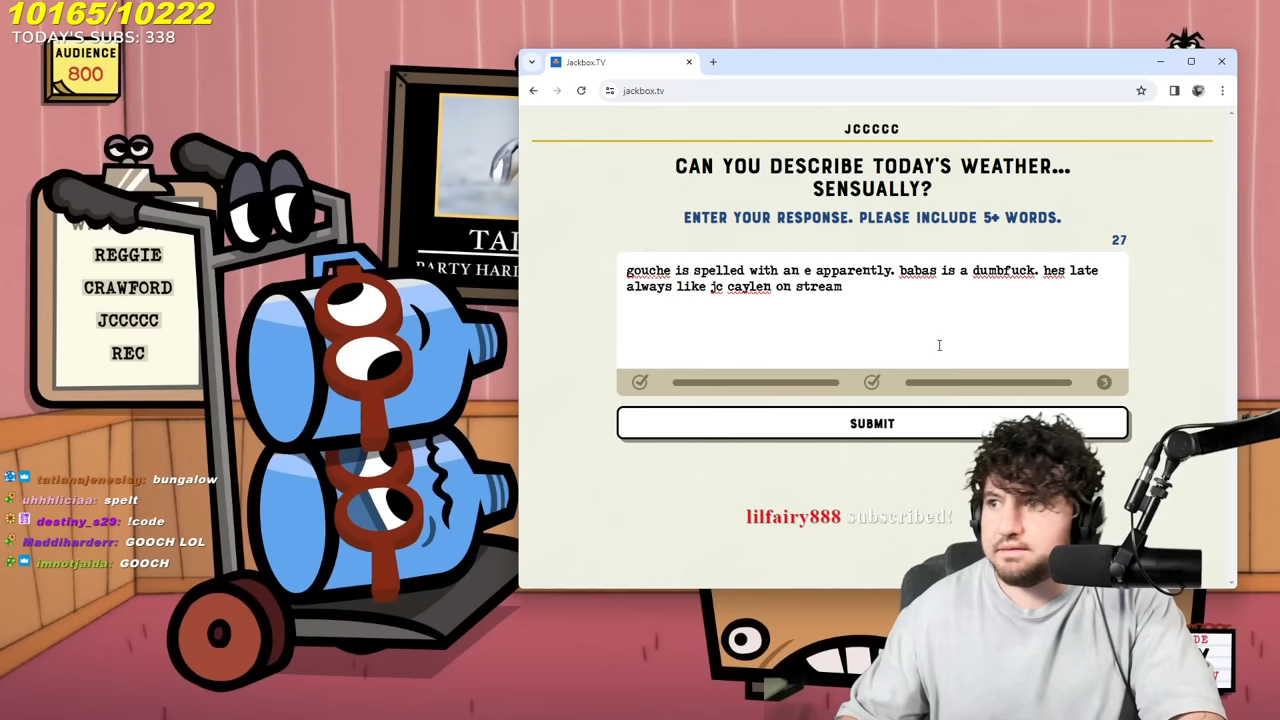 10165/10222
TODAY'S SUBS: 338
AUDIENCE
800
REGGIE
CRAWFORD
JCCCCC
REC
TAL
PARTY HARD
Jackbox.TV
jackbox.tv
JCCCCC
CAN YOU DESCRIBE TODAY'S WEATHER...
SENSUALLY?
ENTER YOUR RESPONSE. PLEASE INCLUDE 5+ WORDS.
27
gouche is spelled with an e apparently. babas is a dumbfuck. hes late
always like jc caylen on stream
SUBMIT
lilfairy888 subscribed!
tatianajenesisg: bungalow
uhhhliciaa: spelt
destiny_s29: !code
Maddiharderr: GOOCH LOL
imnotjaida: GOOCH